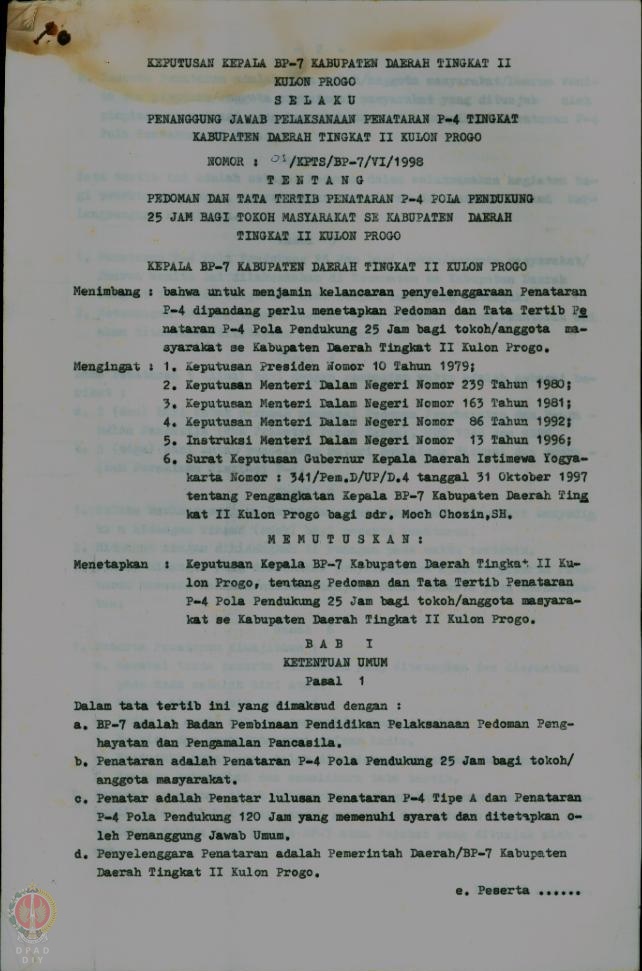 KEPUTUSAN KEPALA BP-7 KABUPATEN DAERAH TINGKAT II
KULON PROGO
S E L A K U
PENANGGUNG JAWAB PELAKSANAAN PENATARAN P-4 TINGKAT
KABUPATEN DAERAH TINGKAT II KULON PROGO
NOMOR : 01/KPTS/BP-7/VI/1998
T E N T A N G
PEDOMAN DAN TATA TERTIB PENATARAN P-4 POLA PENDUKUNG
25 JAM BAGI TOKOH MASYARAKAT SE KABUPATEN DAERAH
TINGKAT II KULON PROGO
KEPALA BP-7 KABUPATEN DAERAH TINGKAT II KULON PROGO
Menimbang : bahwa untuk menjamin kelancaran penyelenggaraan Penataran
P-4 dipandang perlu menetapkan Pedoman dan Tata Tertib Pe
nataran P-4 Pola Pendukung 25 Jam bagi tokoh/anggota ma-
syarakat se Kabupaten Daerah Tingkat II Kulon Progo.
Mengingat : 1. Keputusan Presiden Nomor 10 Tahun 1979;
2. Keputusan Menteri Dalam Negeri Nomor 239 Tahun 1980;
3. Keputusan Menteri Dalam Negeri Nomor 163 Tahun 1981;
4. Keputusan Menteri Dalam Negeri Nomor 86 Tahun 1992;
5. Instruksi Menteri Dalam Negeri Nomor 13 Tahun 1996;
6. Surat Keputusan Gubernur Kepala Daerah Istimewa Yogya-
karta Nomor : 341/Pem.D/UP/D.4 tanggal 31 Oktober 1997
tentang Pengangkatan Kepala BP-7 Kabupaten Daerah Ting
kat II Kulon Progo bagi sdr. Moch Chozin,SH.
M E M U T U S K A N :
Menetapkan : Keputusan Kepala BP-7 Kabupaten Daerah Tingkat II Ku-
lon Progo, tentang Pedoman dan Tata Tertib Penataran
P-4 Pola Pendukung 25 Jam bagi tokoh/anggota masyara-
kat se Kabupaten Daerah Tingkat II Kulon Progo.
B A B I
KETENTUAN UMUM
Pasal 1
Dalam tata tertib ini yang dimaksud dengan :
a. BP-7 adalah Badan Pembinaan Pendidikan Pelaksanaan Pedoman Peng-
hayatan dan Pengamalan Pancasila.
b. Penataran adalah Penataran P-4 Pola Pendukung 25 Jam bagi tokoh/
anggota masyarakat.
c. Penatar adalah Penatar lulusan Penataran P-4 Tipe A dan Penataran
P-4 Pola Pendukung 120 Jam yang memenuhi syarat dan ditetapkan o-
leh Penanggung Jawab Umum.
d. Penyelenggara Penataran adalah Pemerintah Daerah/BP-7 Kabupaten
Daerah Tingkat II Kulon Progo.
e. Peserta ......
DPAD
DIY